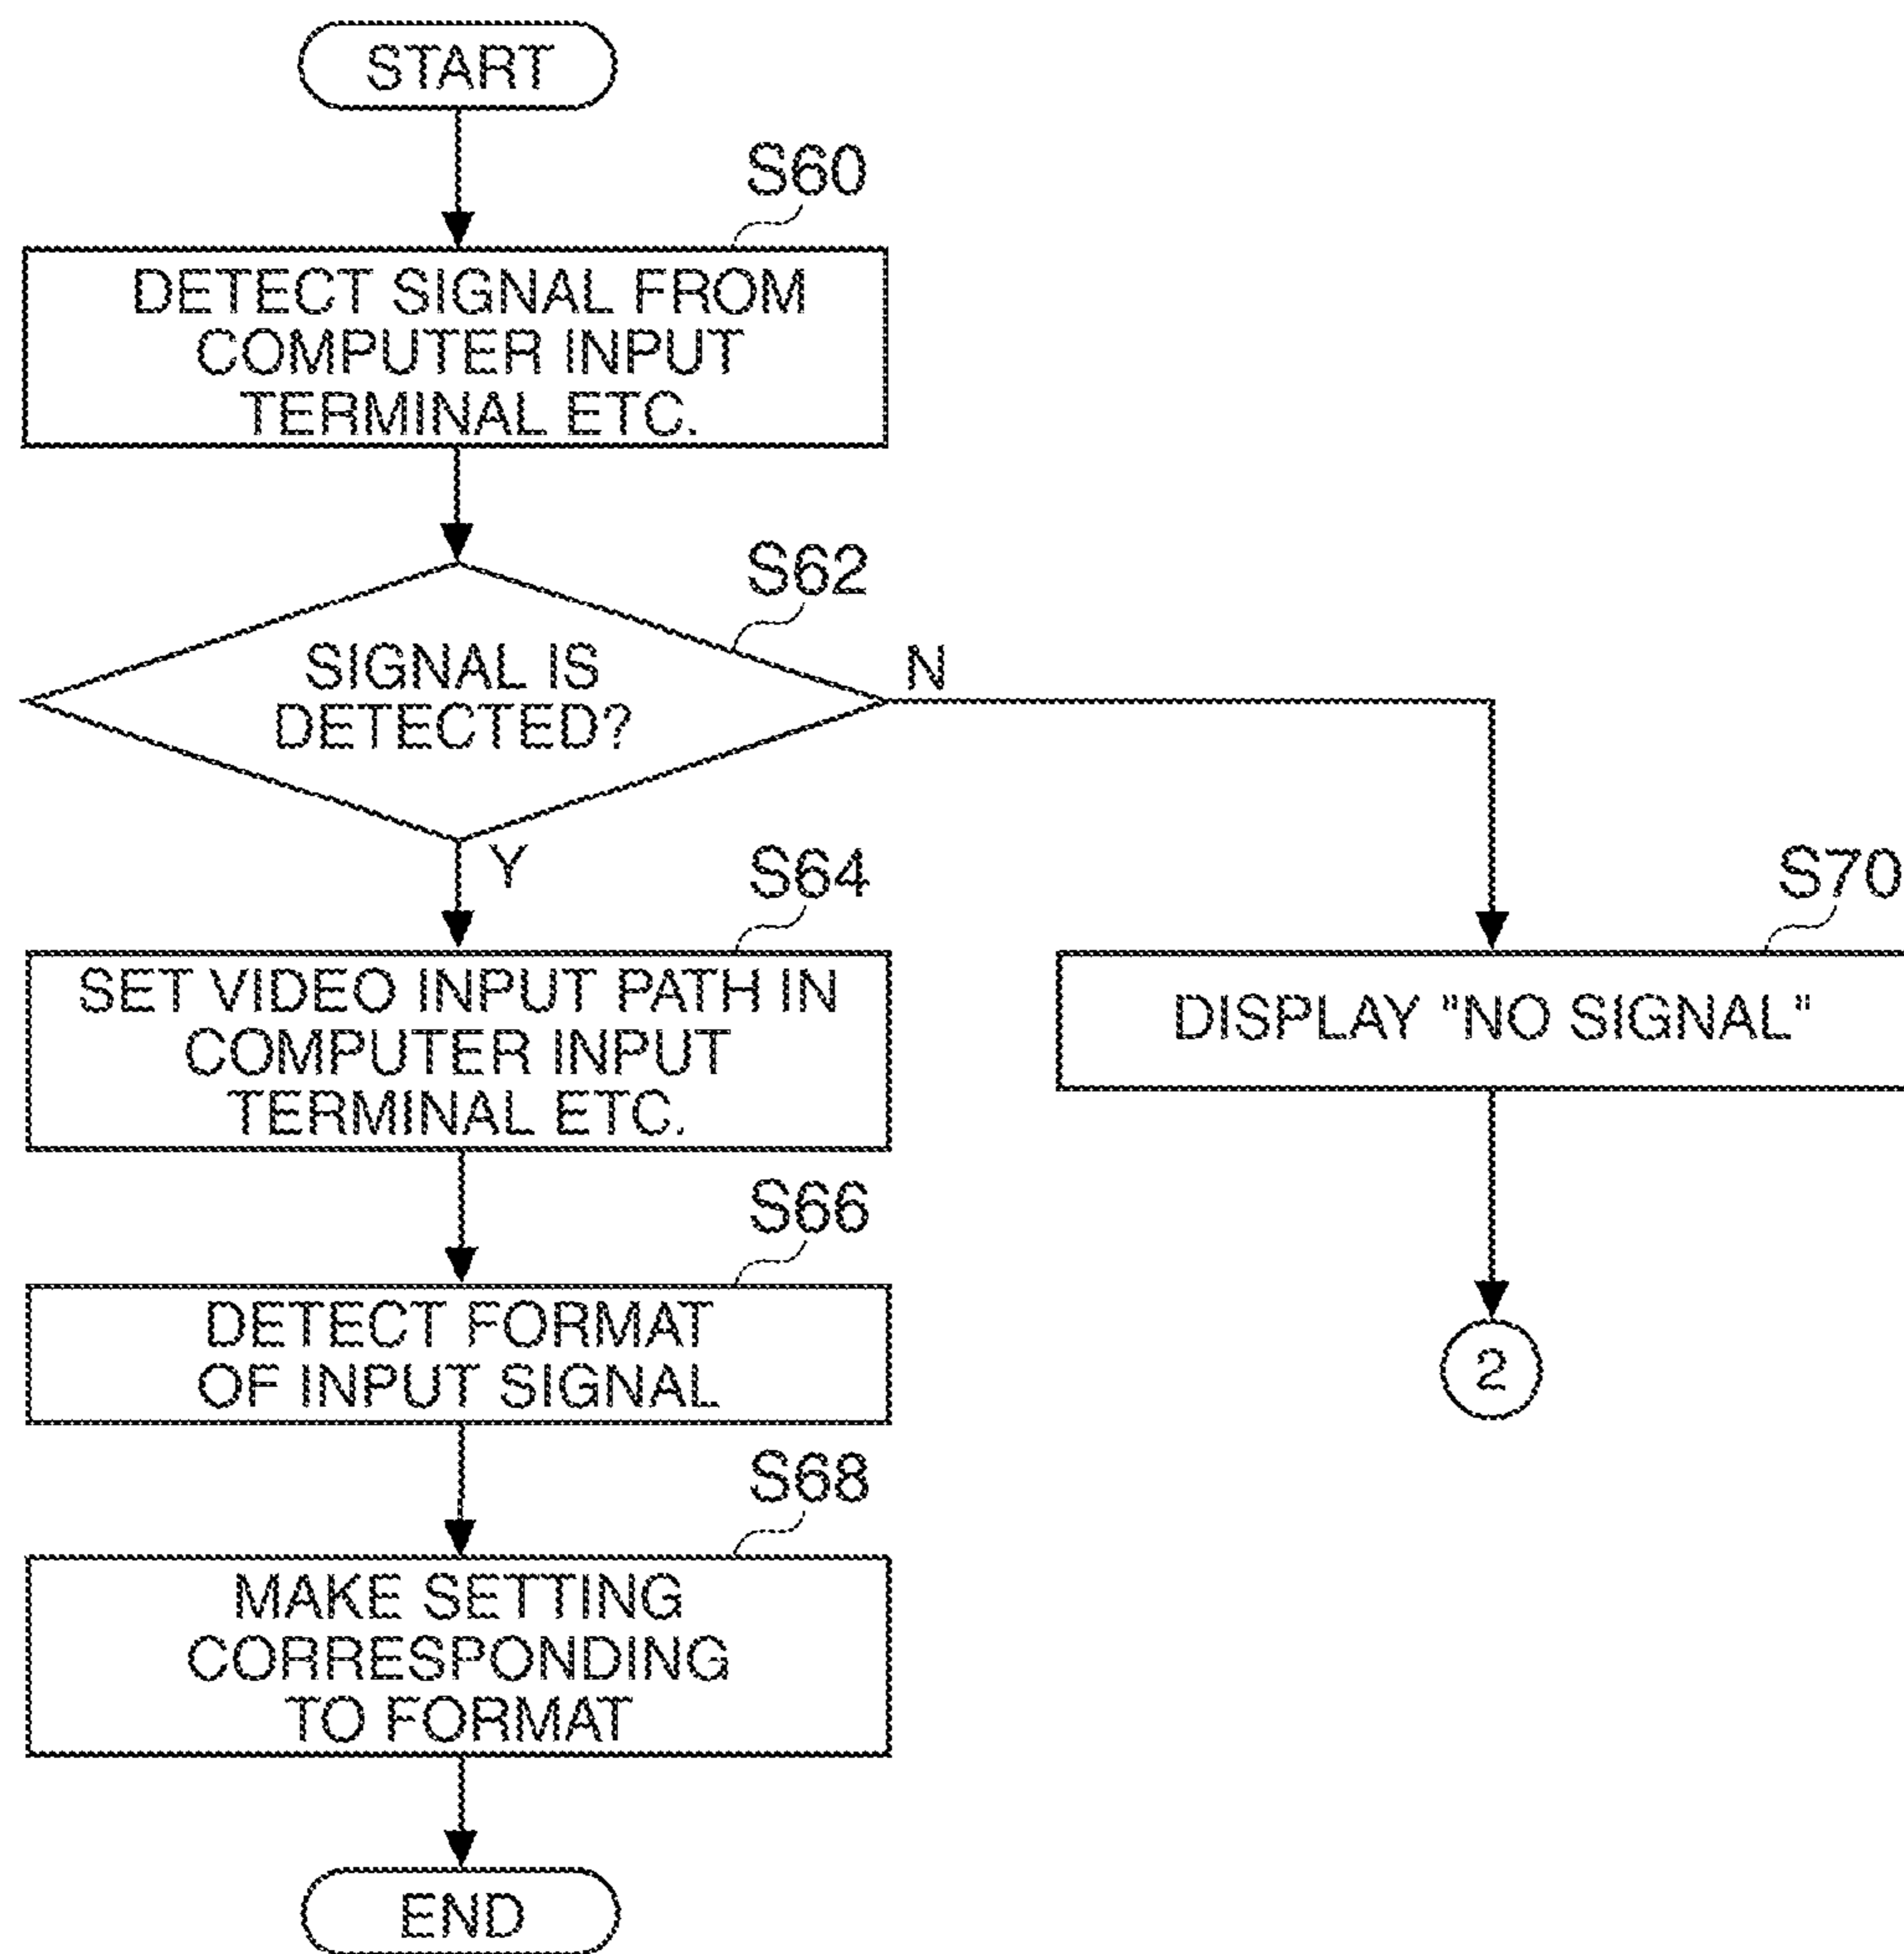 START
S60
DETECT SIGNAL FROM
COMPUTER INPUT
TERMINAL ETC.
S62
SIGNAL IS
DETECTED?
N
Y
S64
SET VIDEO INPUT PATH IN
COMPUTER INPUT
TERMINAL ETC.
S70
DISPLAY "NO SIGNAL"
S66
DETECT FORMAT
OF INPUT SIGNAL
2
S68
MAKE SETTING
CORRESPONDING
TO FORMAT
END